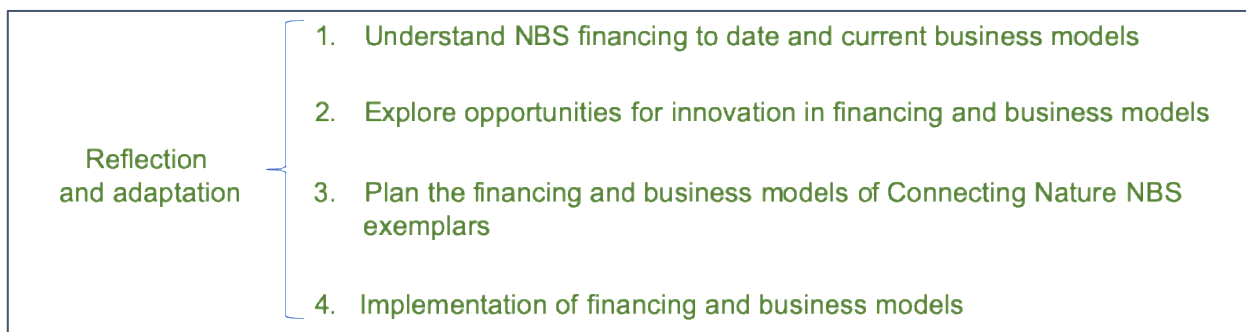 Reflection
and adaptation
1. Understand NBS financing to date and current business models
2. Explore opportunities for innovation in financing and business models
3. Plan the financing and business models of Connecting Nature NBS
exemplars
4. Implementation of financing and business models